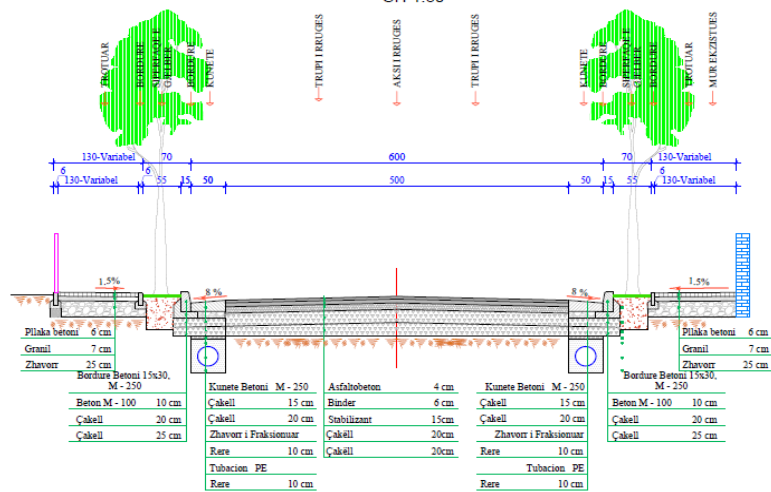 TROTUAR
BORDURE
SIPERFAQE E
GJELBER
BORDURE
KUNETE
TRUPI I RRUGES
AKSI I RRUGES
TRUPI I RRUGES
KUNETE
BORDURE
SIPERFAQE E
GJELBER
BORDURE
TROTUAR
MUR EKZISTUES
130-Variabel 70 600 70 130-Variabel
6 6 6
130-Variabel 55 15 50 500 50 15 55 130-Variabel
1.5% 8 % 8 % 1.5%
Pllaka betoni 6 cm
Granil 7 cm
Zhavorr 25 cm
Bordure Betoni 15x30,
M - 250
Beton M - 100 10 cm
Çakell 20 cm
Çakell 25 cm
Kunete Betoni M - 250
Çakell 15 cm
Çakell 20 cm
Zhavorr i Fraksionuar
Rere 10 cm
Tubacion PE
Rere 10 cm
Asfaltobeton 4 cm
Binder 6 cm
Stabilizant 15cm
Çakëll 20cm
Çakëll 20cm
Kunete Betoni M - 250
Çakell 15 cm
Çakell 20 cm
Zhavorr i Fraksionuar
Rere 10 cm
Tubacion PE
Rere 10 cm
Bordure Betoni 15x30,
M - 250
Beton M - 100 10 cm
Çakell 20 cm
Çakell 25 cm
Pllaka betoni 6 cm
Granil 7 cm
Zhavorr 25 cm